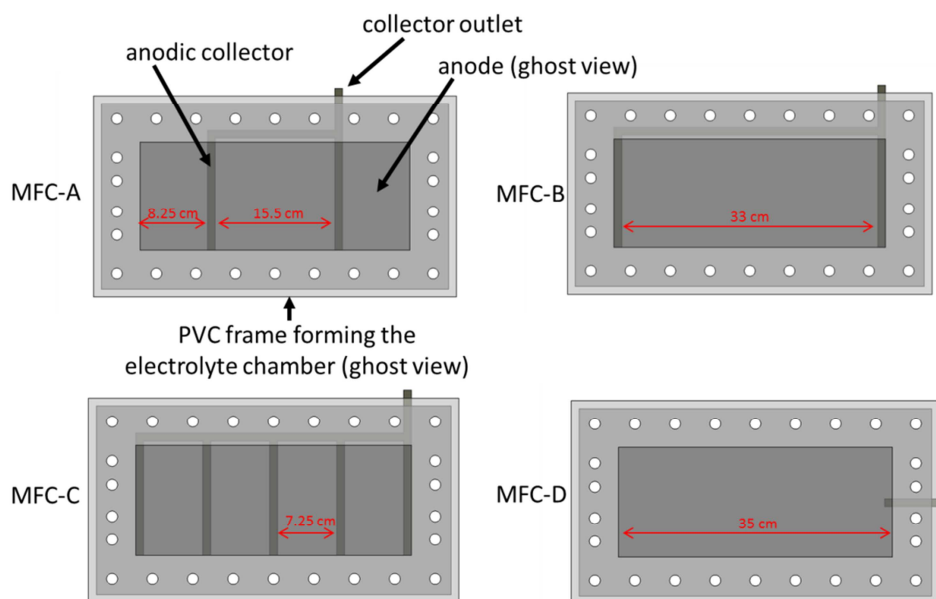 collector outlet
anodic collector
anode (ghost view)
MFC-A
8.25 cm
15.5 cm
MFC-B
33 cm
PVC frame forming the
electrolyte chamber (ghost view)
MFC-C
7.25 cm
MFC-D
35 cm